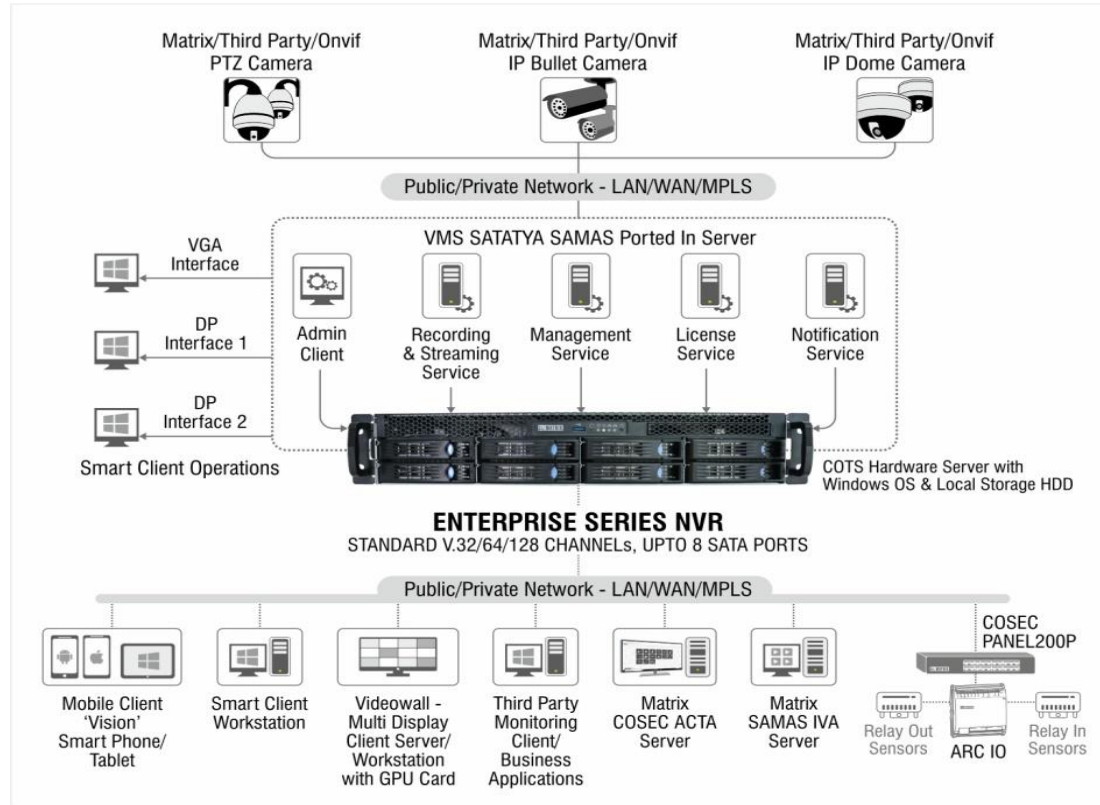 Matrix/Third Party/Onvif
PTZ Camera
Matrix/Third Party/Onvif
IP Bullet Camera
Matrix/Third Party/Onvif
IP Dome Camera
Public/Private Network - LAN/WAN/MPLS
VMS SATATYA SAMAS Ported In Server
VGA
Interface
DP
Interface 1
DP
Interface 2
Smart Client Operations
Admin
Client
Recording
& Streaming
Service
Management
Service
License
Service
Notification
Service
COTS Hardware Server with
Windows OS & Local Storage HDD
ENTERPRISE SERIES NVR
STANDARD V.32/64/128 CHANNELs, UPTO 8 SATA PORTS
Public/Private Network - LAN/WAN/MPLS
Mobile Client
‘Vision’
Smart Phone/
Tablet
Smart Client
Workstation
Videowall -
Multi Display
Client Server/
Workstation
with GPU Card
Third Party
Monitoring
Client/
Business
Applications
Matrix
COSEC ACTA
Server
Matrix
SAMAS IVA
Server
COSEC
PANEL200P
Relay Out
Sensors
ARC IO
Relay In
Sensors